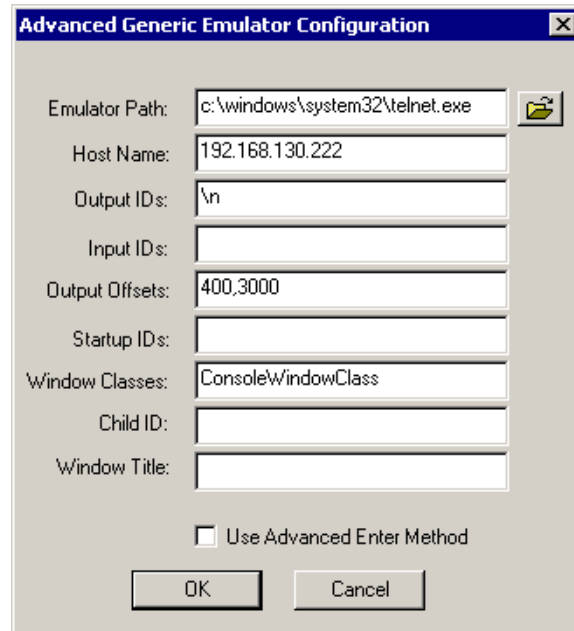 Advanced Generic Emulator Configuration
Emulator Path: c:\windows\system32\telnet.exe
Host Name: 192.168.130.222
Output IDs: \n
Input IDs:
Output Offsets: 400,3000
Startup IDs:
Window Classes: ConsoleWindowClass
Child ID:
Window Title:
Use Advanced Enter Method
OK Cancel